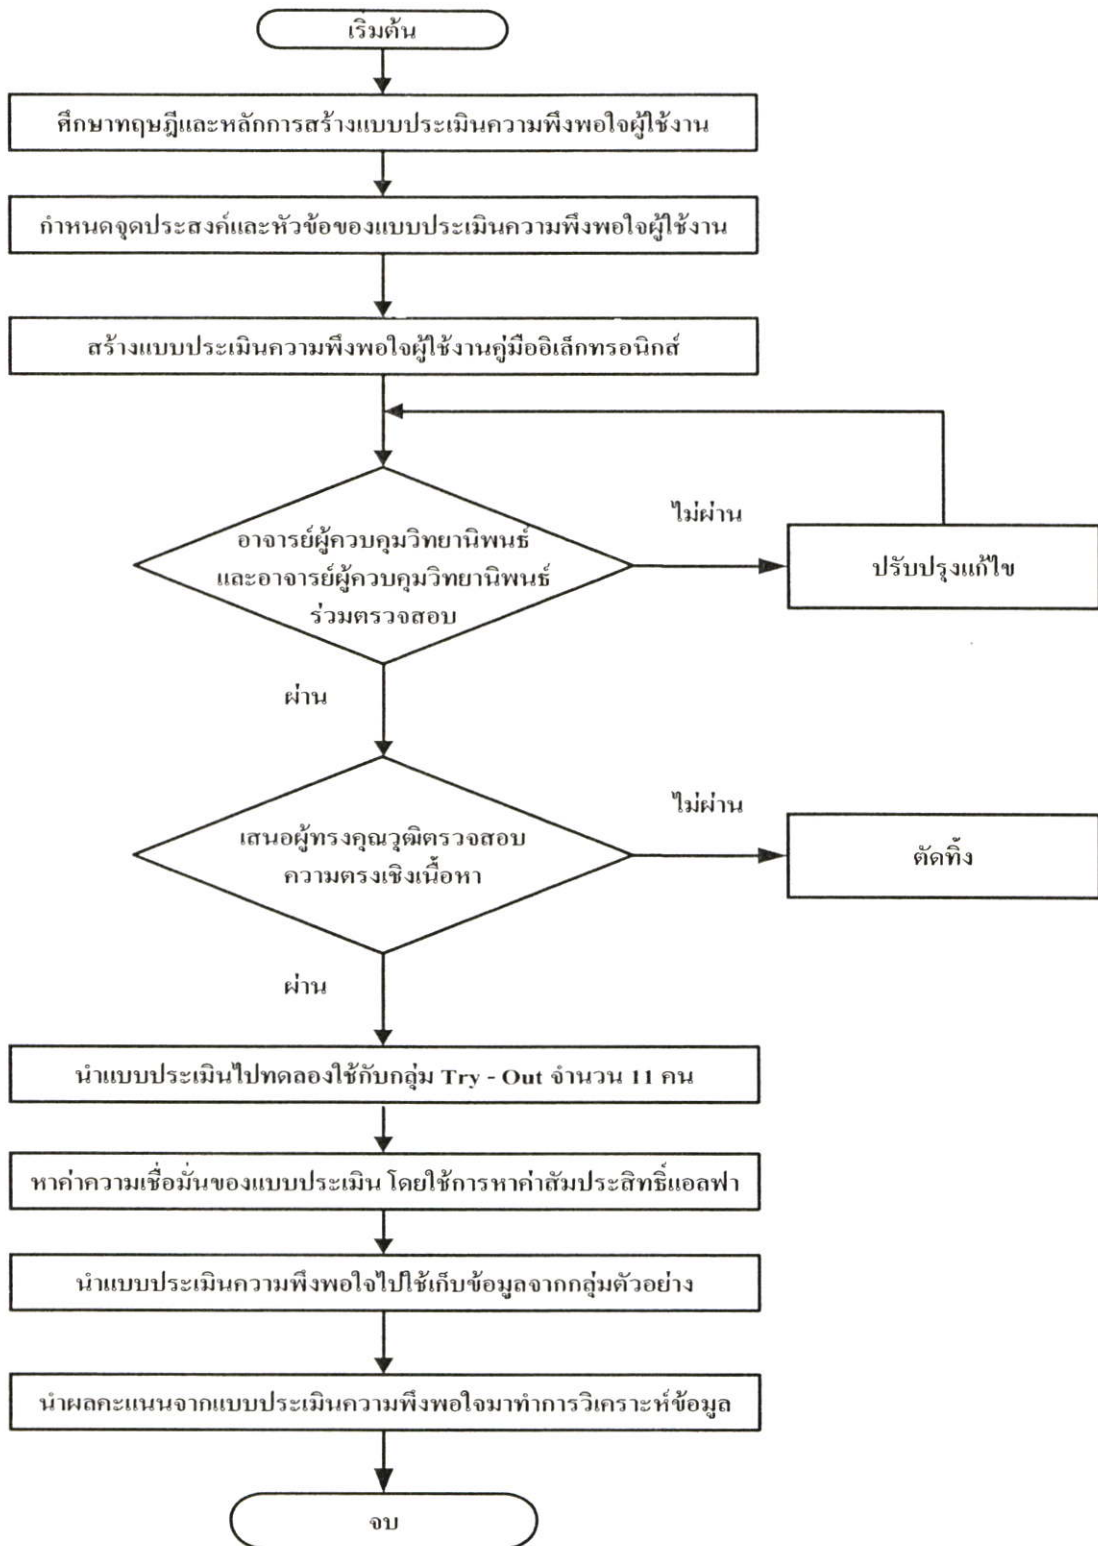 เริ่มต้น
ศึกษาทฤษฎีและหลักการสร้างแบบประเมินความพึงพอใจผู้ใช้งาน
กำหนดจุดประสงค์และหัวข้อของแบบประเมินความพึงพอใจผู้ใช้งาน
สร้างแบบประเมินความพึงพอใจผู้ใช้งานคู่มืออิเล็กทรอนิกส์
อาจารย์ผู้ควบคุมวิทยานิพนธ์
และอาจารย์ผู้ควบคุมวิทยานิพนธ์
ร่วมตรวจสอบ
ไม่ผ่าน
ปรับปรุงแก้ไข
ผ่าน
เสนอผู้ทรงคุณวุฒิตรวจสอบ
ความตรงเชิงเนื้อหา
ไม่ผ่าน
ตัดทิ้ง
ผ่าน
นำแบบประเมินไปทดลองใช้กับกลุ่ม Try - Out จำนวน 11 คน
หาค่าความเชื่อมั่นของแบบประเมิน โดยใช้การหาค่าสัมประสิทธิ์แอลฟา
นำแบบประเมินความพึงพอใจไปใช้เก็บข้อมูลจากกลุ่มตัวอย่าง
นำผลคะแนนจากแบบประเมินความพึงพอใจมาทำการวิเคราะห์ข้อมูล
จบ